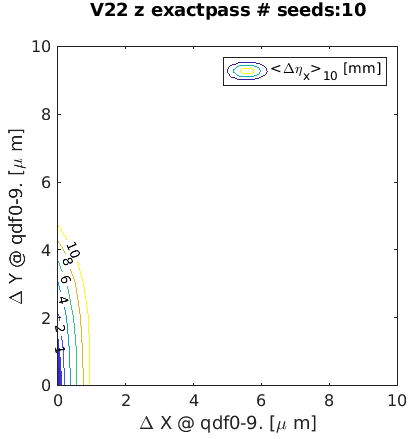 V22 z exactpass # seeds:10
<Δη_x>_10 [mm]
10
8
6
4
2
0
Δ Y @ qdf0-9. [μ m]
10
8
6
4
2
1
0 2 4 6 8 10
Δ X @ qdf0-9. [μ m]